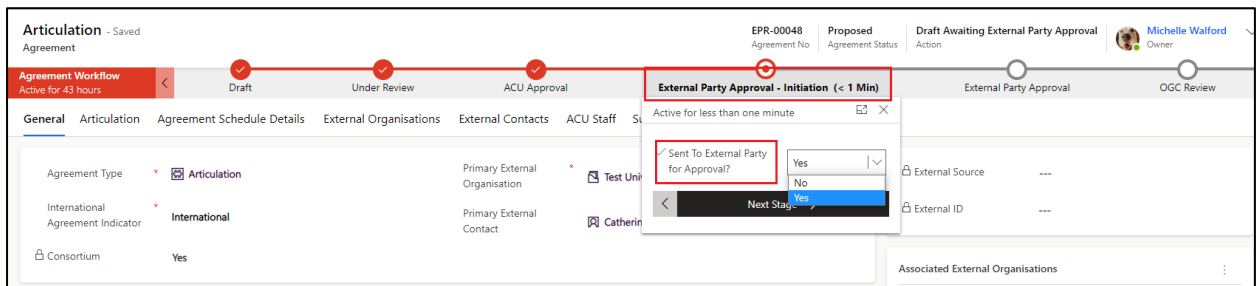 Articulation - Saved
Agreement
EPR-00048
Agreement No
Proposed
Agreement Status
Draft Awaiting External Party Approval
Action
Michelle Walford
Owner
Agreement Workflow
Active for 43 hours
Draft
Under Review
ACU Approval
External Party Approval - Initiation (< 1 Min)
External Party Approval
OGC Review
General Articulation Agreement Schedule Details External Organisations External Contacts ACU Staff
Active for less than one minute
Sent To External Party
for Approval?
Yes
No
Yes
Next Stage
Agreement Type * Articulation
International
Agreement Indicator
* International
Consortium Yes
Primary External
Organisation
* Test Uni
Primary External
Contact
Catherin
External Source ---
External ID ---
Associated External Organisations